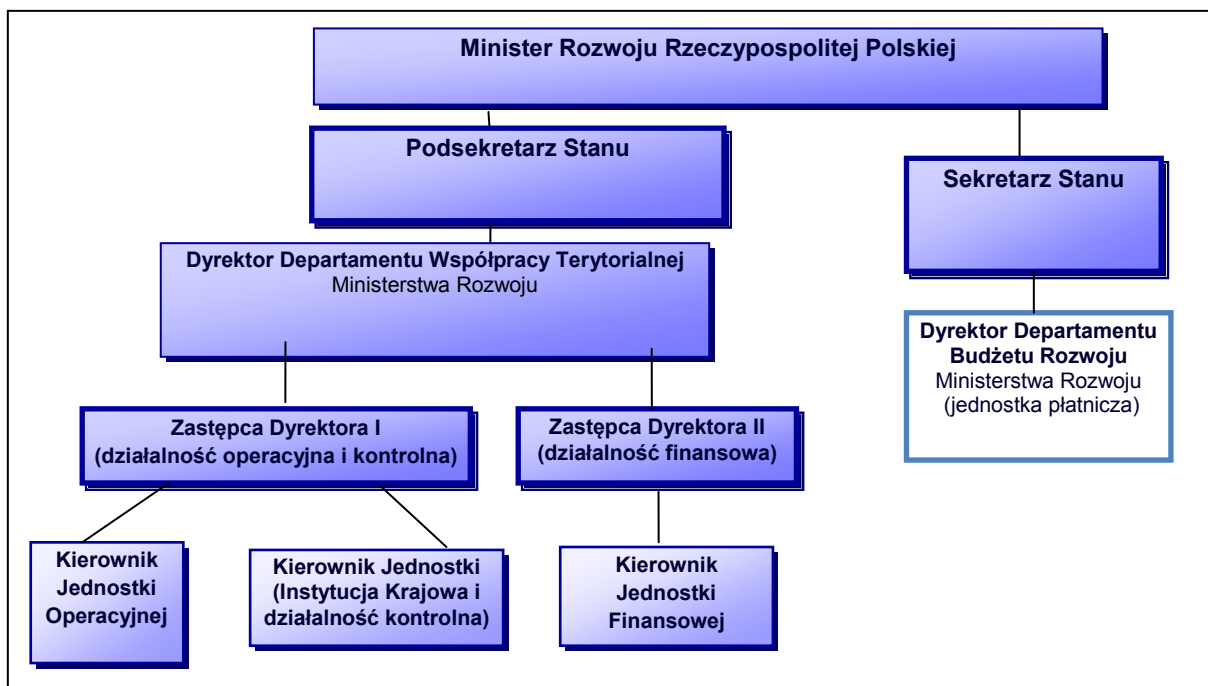 Minister Rozwoju Rzeczypospolitej Polskiej
Podsekretarz Stanu
Sekretarz Stanu
Dyrektor Departamentu Współpracy Terytorialnej
Ministerstwa Rozwoju
Dyrektor Departamentu
Budżetu Rozwoju
Ministerstwa Rozwoju
(jednostka płatnicza)
Zastępca Dyrektora I
(działalność operacyjna i kontrolna)
Zastępca Dyrektora II
(działalność finansowa)
Kierownik
Jednostki
Operacyjnej
Kierownik Jednostki
(Instytucja Krajowa i
działalność kontrolna)
Kierownik
Jednostki
Finansowej